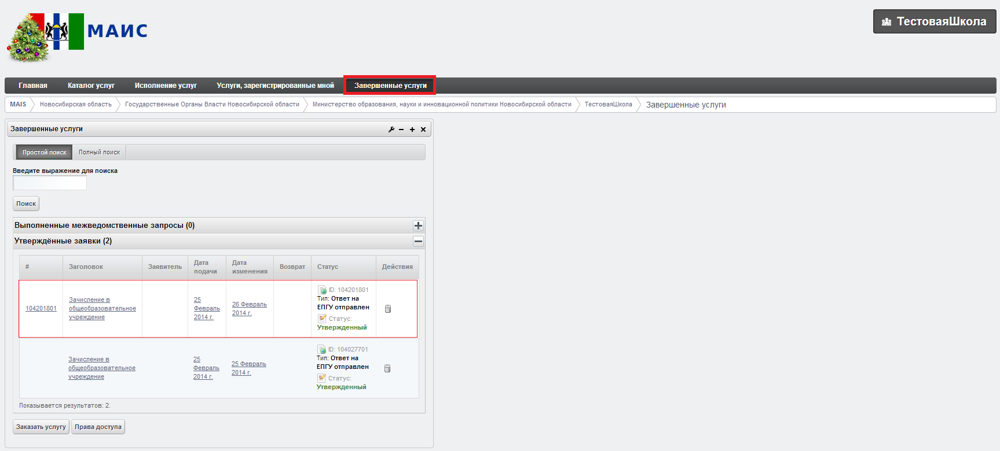 МАИС
ТестоваяШкола
Главная
Каталог услуг
Исполнение услуг
Услуги, зарегистрированные мной
Завершенные услуги
MAIS
Новосибирская область
Государственные Органы Власти Новосибирской области
Министерство образования, науки и инновационной политики Новосибирской области
ТестоваяШкола
Завершенные услуги
Завершенные услуги
Простой поиск
Полный поиск
Введите выражение для поиска
Поиск
Выполненные межведомственные запросы (0)
Утверждённые заявки (2)
#
Заголовок
Заявитель
Дата
подачи
Дата
изменения
Возврат
Статус
Действия
104201801
Зачисление в
общеобразовательное
учреждение
25
Февраль
2014 г.
26 Февраль
2014 г.
ID: 104201801
Тип: Ответ на
ЕПГУ отправлен
Статус:
Утвержденный
Зачисление в
общеобразовательное
учреждение
25
Февраль
2014 г.
25 Февраль
2014 г.
ID: 104027701
Тип: Ответ на
ЕПГУ отправлен
Статус:
Утвержденный
Показывается результатов: 2.
Заказать услугу
Права доступа